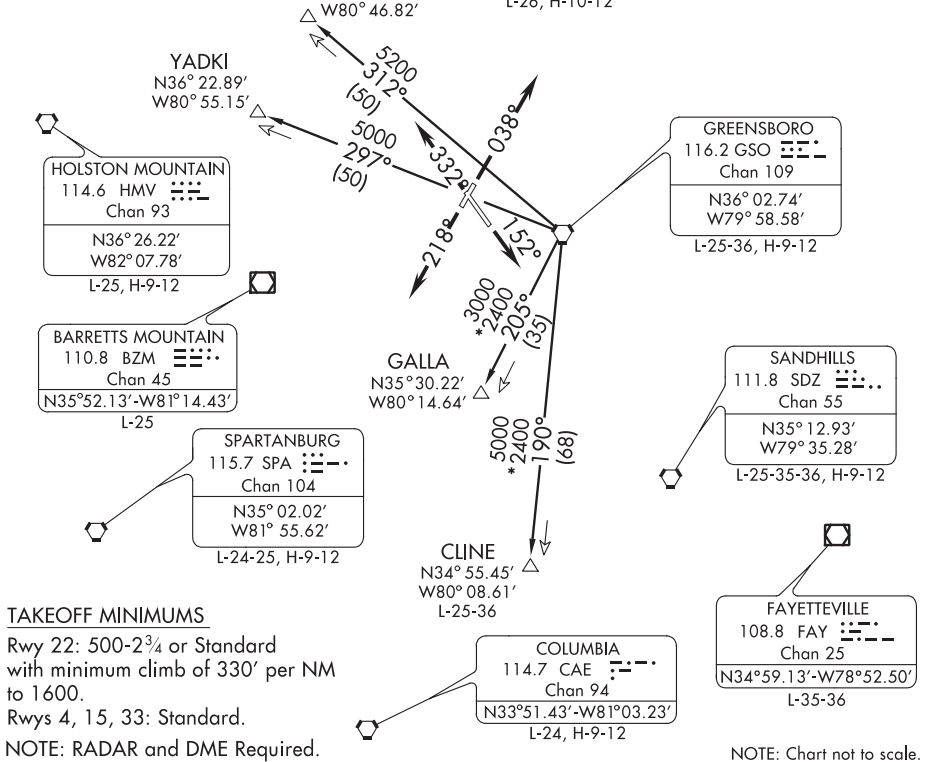 W80° 46.82'
L-26, H-10-12
YADKI
N36° 22.89'
W80° 55.15'
5200
312°
(50)
5000
297°
(50)
332°
038°
218°
152°
GREENSBORO
116.2 GSO
Chan 109
N36° 02.74'
W79° 58.58'
L-25-36, H-9-12
HOLSTON MOUNTAIN
114.6 HMV
Chan 93
N36° 26.22'
W82° 07.78'
L-25, H-9-12
BARRETTS MOUNTAIN
110.8 BZM
Chan 45
N35°52.13'-W81°14.43'
L-25
3000
*2400
205°
(35)
GALLA
N35° 30.22'
W80° 14.64'
5000
*2400
190°
(68)
SANDHILLS
111.8 SDZ
Chan 55
N35° 12.93'
W79° 35.28'
L-25-35-36, H-9-12
SPARTANBURG
115.7 SPA
Chan 104
N35° 02.02'
W81° 55.62'
L-24-25, H-9-12
CLINE
N34° 55.45'
W80° 08.61'
L-25-36
FAYETTEVILLE
108.8 FAY
Chan 25
N34°59.13'-W78°52.50'
L-35-36
COLUMBIA
114.7 CAE
Chan 94
N33°51.43'-W81°03.23'
L-24, H-9-12
TAKEOFF MINIMUMS
Rwy 22: 500-2¾ or Standard
with minimum climb of 330' per NM
to 1600.
Rwys 4, 15, 33: Standard.
NOTE: RADAR and DME Required.
NOTE: Chart not to scale.